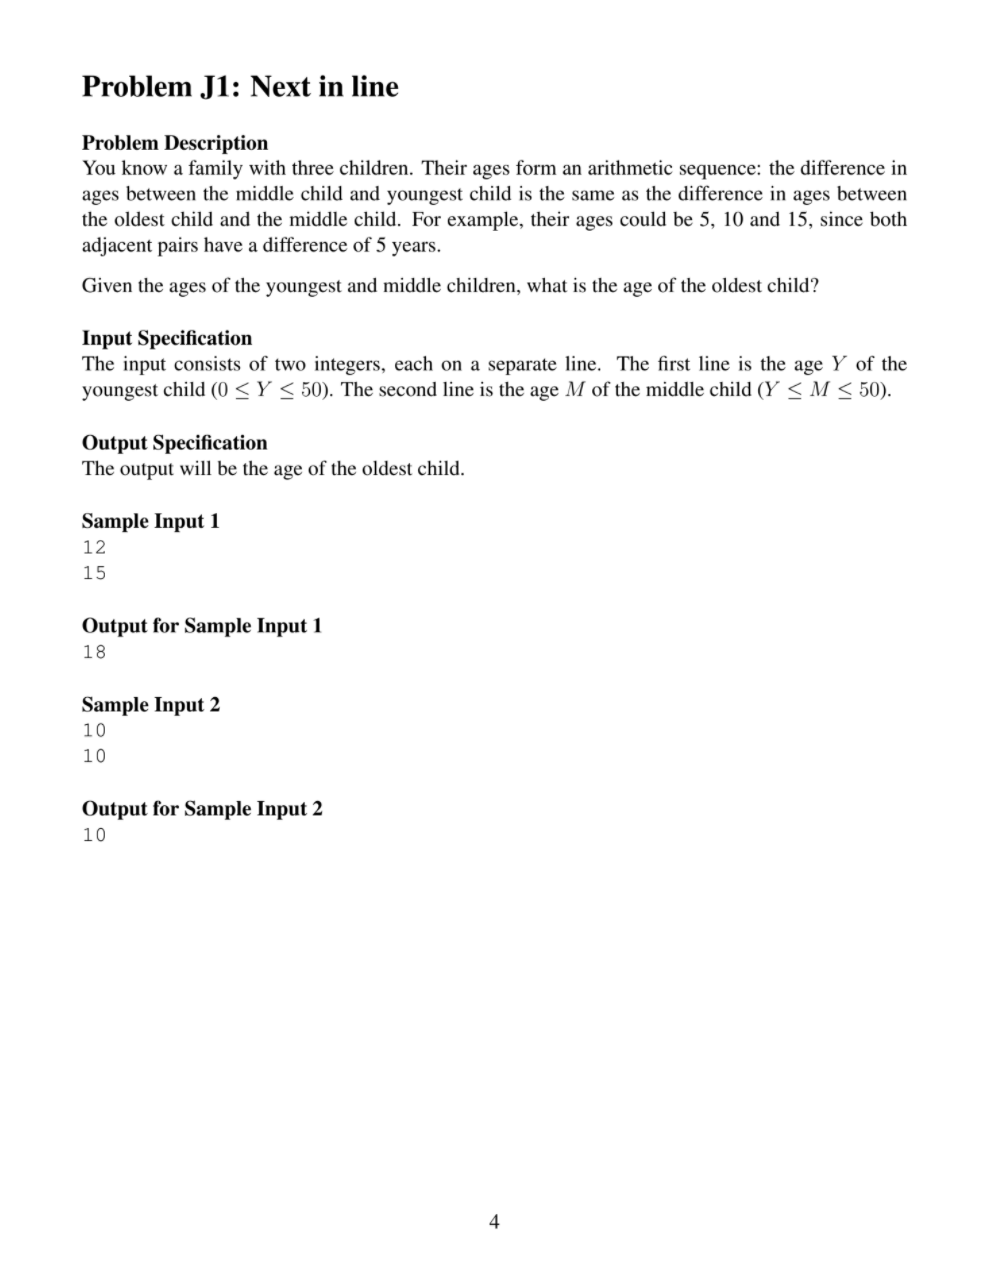 Problem J1: Next in line
Problem Description
You know a family with three children. Their ages form an arithmetic sequence: the difference in
ages between the middle child and youngest child is the same as the difference in ages between
the oldest child and the middle child. For example, their ages could be 5, 10 and 15, since both
adjacent pairs have a difference of 5 years.
Given the ages of the youngest and middle children, what is the age of the oldest child?
Input Specification
The input consists of two integers, each on a separate line. The first line is the age Y of the
youngest child (0 ≤ Y ≤ 50). The second line is the age M of the middle child (Y ≤ M ≤ 50).
Output Specification
The output will be the age of the oldest child.
Sample Input 1
12
15
Output for Sample Input 1
18
Sample Input 2
10
10
Output for Sample Input 2
10
4